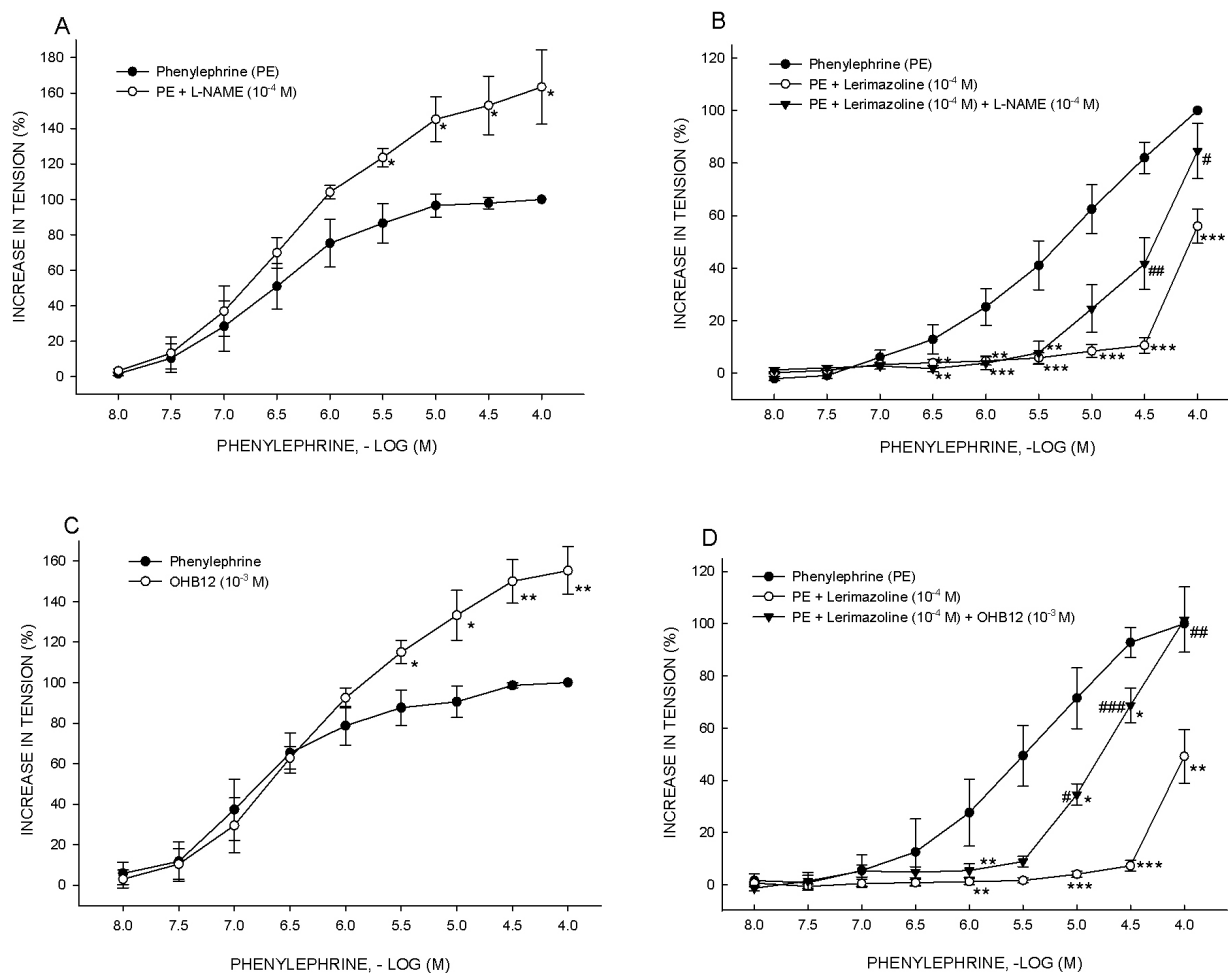 A
Phenylephrine (PE)
PE + L-NAME (10⁻⁴ M)
INCREASE IN TENSION (%)
180
160
140
120
100
80
60
40
20
0
*
*
*
*
8.0 7.5 7.0 6.5 6.0 5.5 5.0 4.5 4.0
PHENYLEPHRINE, - LOG (M)
B
Phenylephrine (PE)
PE + Lerimazoline (10⁻⁴ M)
PE + Lerimazoline (10⁻⁴ M) + L-NAME (10⁻⁴ M)
INCREASE IN TENSION (%)
120
100
80
60
40
20
0
#
***
##
** ** **
*** ***
** *** ***
8.0 7.5 7.0 6.5 6.0 5.5 5.0 4.5 4.0
PHENYLEPHRINE, -LOG (M)
C
Phenylephrine
OHB12 (10⁻³ M)
INCREASE IN TENSION (%)
160
140
120
100
80
60
40
20
0
**
**
*
*
8.0 7.5 7.0 6.5 6.0 5.5 5.0 4.5 4.0
PHENYLEPHRINE, - LOG (M)
D
Phenylephrine (PE)
PE + Lerimazoline (10⁻⁴ M)
PE + Lerimazoline (10⁻⁴ M) + OHB12 (10⁻³ M)
INCREASE IN TENSION (%)
120
100
80
60
40
20
0
##
### *
**
# *
**
***
** ***
8.0 7.5 7.0 6.5 6.0 5.5 5.0 4.5 4.0
PHENYLEPHRINE, -LOG (M)